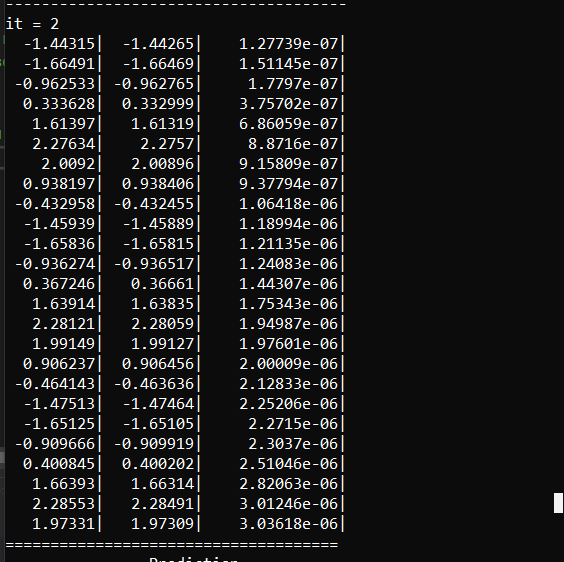 -----------------------------------
it = 2
-1.44315| -1.44265| 1.27739e-07|
-1.66491| -1.66469| 1.51145e-07|
-0.962533| -0.962765| 1.7797e-07|
0.333628| 0.332999| 3.75702e-07|
1.61397| 1.61319| 6.86059e-07|
2.27634| 2.2757| 8.8716e-07|
2.0092| 2.00896| 9.15809e-07|
0.938197| 0.938406| 9.37794e-07|
-0.432958| -0.432455| 1.06418e-06|
-1.45939| -1.45889| 1.18994e-06|
-1.65836| -1.65815| 1.21135e-06|
-0.936274| -0.936517| 1.24083e-06|
0.367246| 0.36661| 1.44307e-06|
1.63914| 1.63835| 1.75343e-06|
2.28121| 2.28059| 1.94987e-06|
1.99149| 1.99127| 1.97601e-06|
0.906237| 0.906456| 2.00009e-06|
-0.464143| -0.463636| 2.12833e-06|
-1.47513| -1.47464| 2.25206e-06|
-1.65125| -1.65105| 2.2715e-06|
-0.909666| -0.909919| 2.3037e-06|
0.400845| 0.400202| 2.51046e-06|
1.66393| 1.66314| 2.82063e-06|
2.28553| 2.28491| 3.01246e-06|
1.97331| 1.97309| 3.03618e-06|
==================================